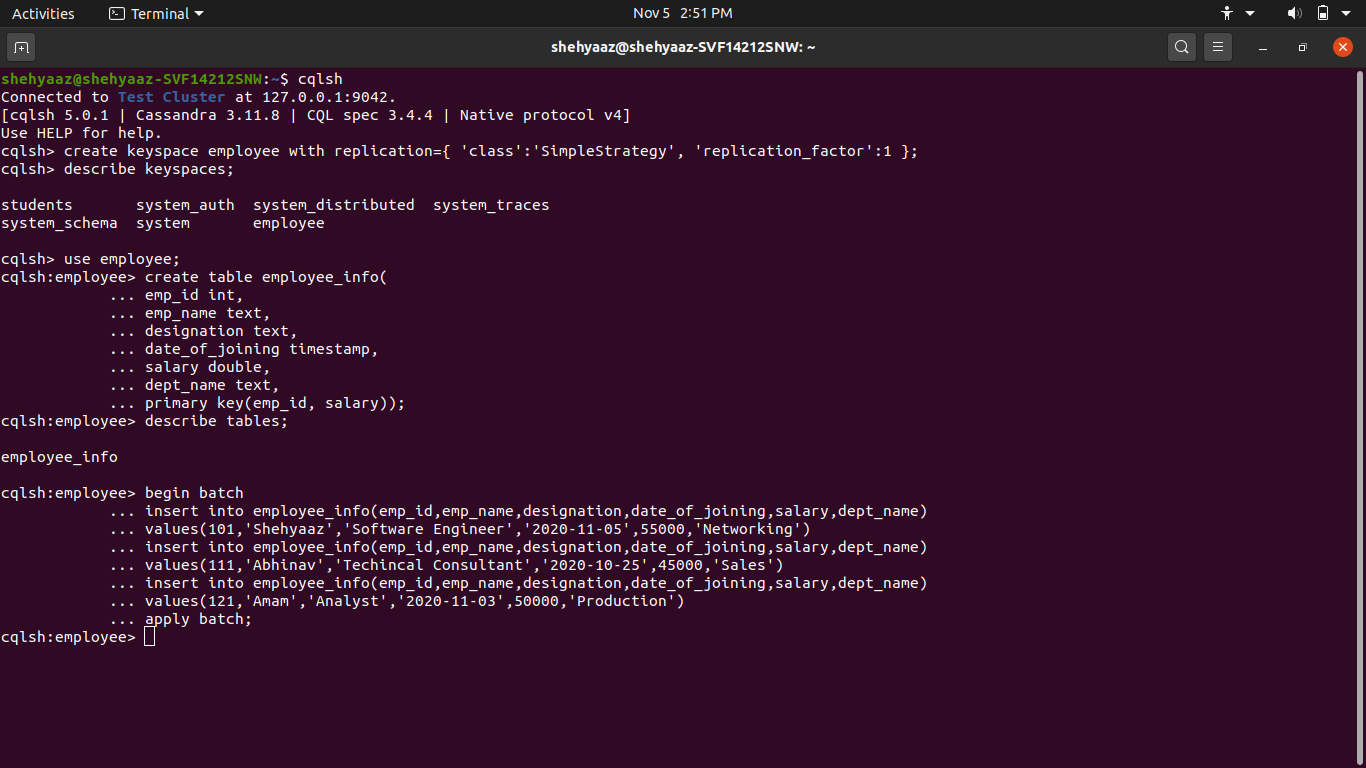 Activities Terminal Nov 5 2:51 PM
shehyaaz@shehyaaz-SVF14212SNW: ~
shehyaaz@shehyaaz-SVF14212SNW:~$ cqlsh
Connected to Test Cluster at 127.0.0.1:9042.
[cqlsh 5.0.1 | Cassandra 3.11.8 | CQL spec 3.4.4 | Native protocol v4]
Use HELP for help.
cqlsh> create keyspace employee with replication={ 'class':'SimpleStrategy', 'replication_factor':1 };
cqlsh> describe keyspaces;
students       system_auth  system_distributed  system_traces
system_schema  system       employee
cqlsh> use employee;
cqlsh:employee> create table employee_info(
            ... emp_id int,
            ... emp_name text,
            ... designation text,
            ... date_of_joining timestamp,
            ... salary double,
            ... dept_name text,
            ... primary key(emp_id, salary));
cqlsh:employee> describe tables;
employee_info
cqlsh:employee> begin batch
            ... insert into employee_info(emp_id,emp_name,designation,date_of_joining,salary,dept_name)
            ... values(101,'Shehyaaz','Software Engineer','2020-11-05',55000,'Networking')
            ... insert into employee_info(emp_id,emp_name,designation,date_of_joining,salary,dept_name)
            ... values(111,'Abhinav','Techincal Consultant','2020-10-25',45000,'Sales')
            ... insert into employee_info(emp_id,emp_name,designation,date_of_joining,salary,dept_name)
            ... values(121,'Amam','Analyst','2020-11-03',50000,'Production')
            ... apply batch;
cqlsh:employee>